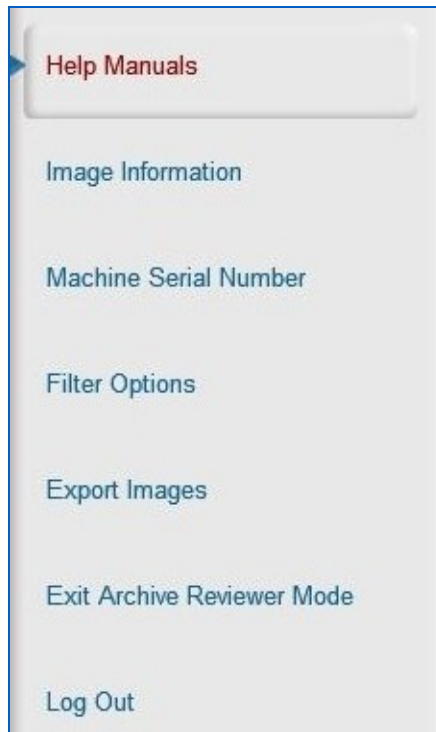 Help Manuals
Image Information
Machine Serial Number
Filter Options
Export Images
Exit Archive Reviewer Mode
Log Out